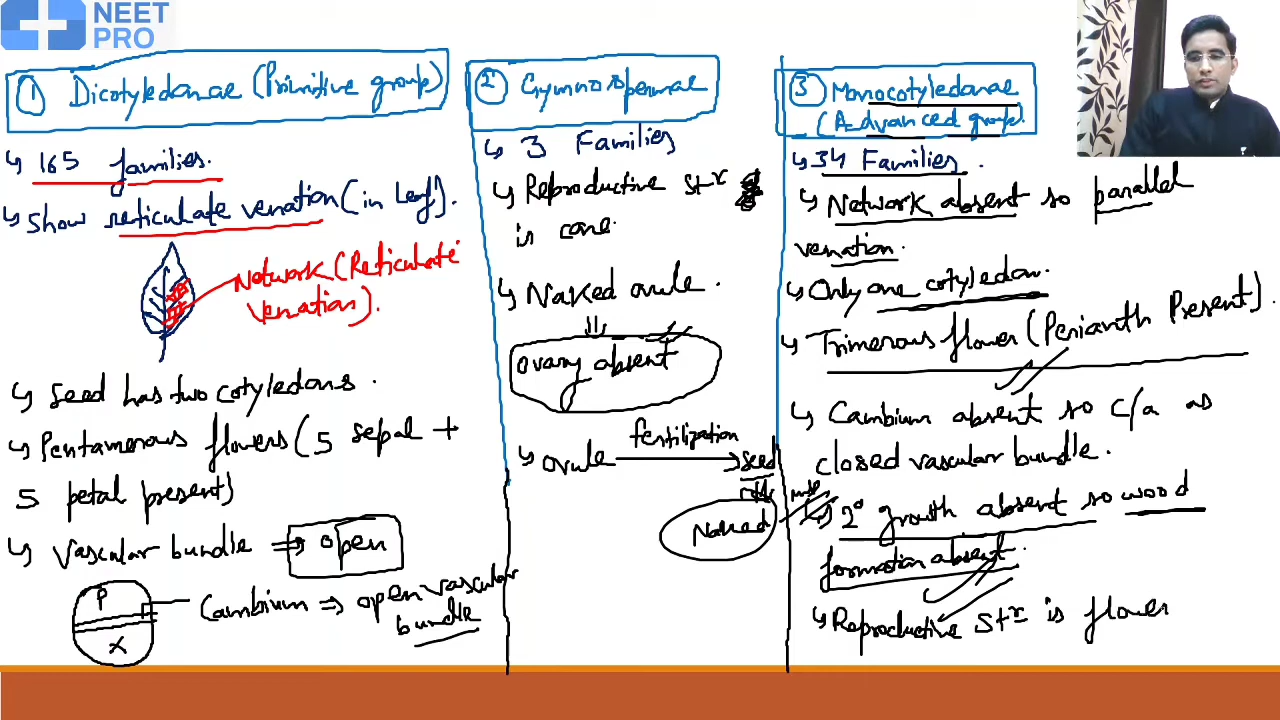 NEET
PRO
1 Dicotyledonae (Primitive group)
↳ 165 families.
↳ Show reticulate venation (in leaf).
Network (Reticulate
venation).
↳ Seed has two cotyledons.
↳ Pentamerous flowers (5 sepal +
5 petal present)
↳ Vascular bundle ⇒ open
P
X
Cambium ⇒ open vascular
bundle
2 Gymnospermae
↳ 3 Families
↳ Reproductive str
is cone.
↳ Naked ovule.
ovary absent
↳ ovule fertilization → seed
Naked
3 Monocotyledonae
(Advanced group).
↳ 34 Families.
↳ Network absent so parallel
venation.
↳ Only one cotyledon.
↳ Trimerous flower (Perianth Present).
↳ Cambium absent so c/a as
closed vascular bundle.
↳ 2° growth absent so wood
formation absent.
↳ Reproductive str is flower